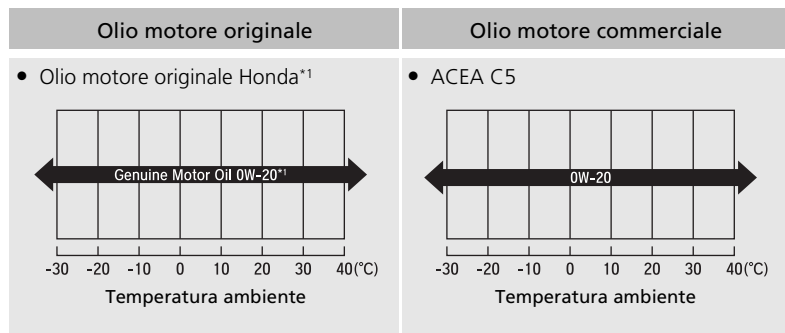 Olio motore originale
Olio motore commerciale
● Olio motore originale Honda*1
Genuine Motor Oil 0W-20*1
-30 -20 -10 0 10 20 30 40(°C)
Temperatura ambiente
● ACEA C5
0W-20
-30 -20 -10 0 10 20 30 40(°C)
Temperatura ambiente